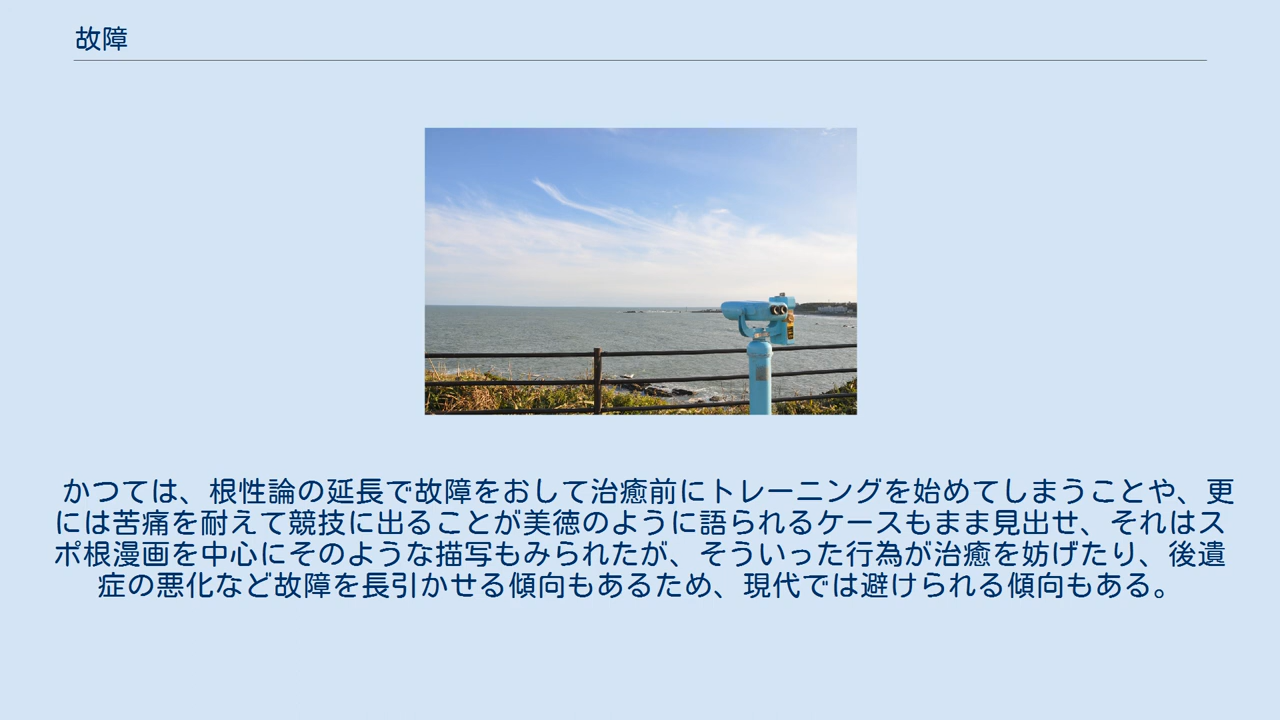 故障
かつては、根性論の延長で故障をおして治癒前にトレーニングを始めてしまうことや、更
には苦痛を耐えて競技に出ることが美徳のように語られるケースもまま見出せ、それはス
ポ根漫画を中心にそのような描写もみられたが、そういった行為が治癒を妨げたり、後遺
症の悪化など故障を長引かせる傾向もあるため、現代では避けられる傾向もある。